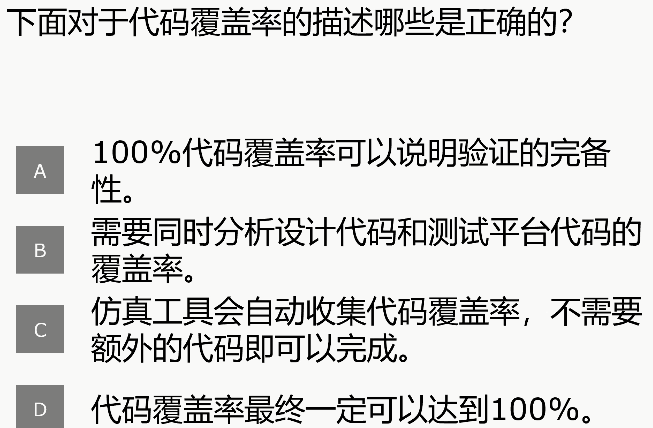 下面对于代码覆盖率的描述哪些是正确的?
A 100%代码覆盖率可以说明验证的完备
性。
B 需要同时分析设计代码和测试平台代码的
覆盖率。
C 仿真工具会自动收集代码覆盖率，不需要
额外的代码即可以完成。
D 代码覆盖率最终一定可以达到100%。